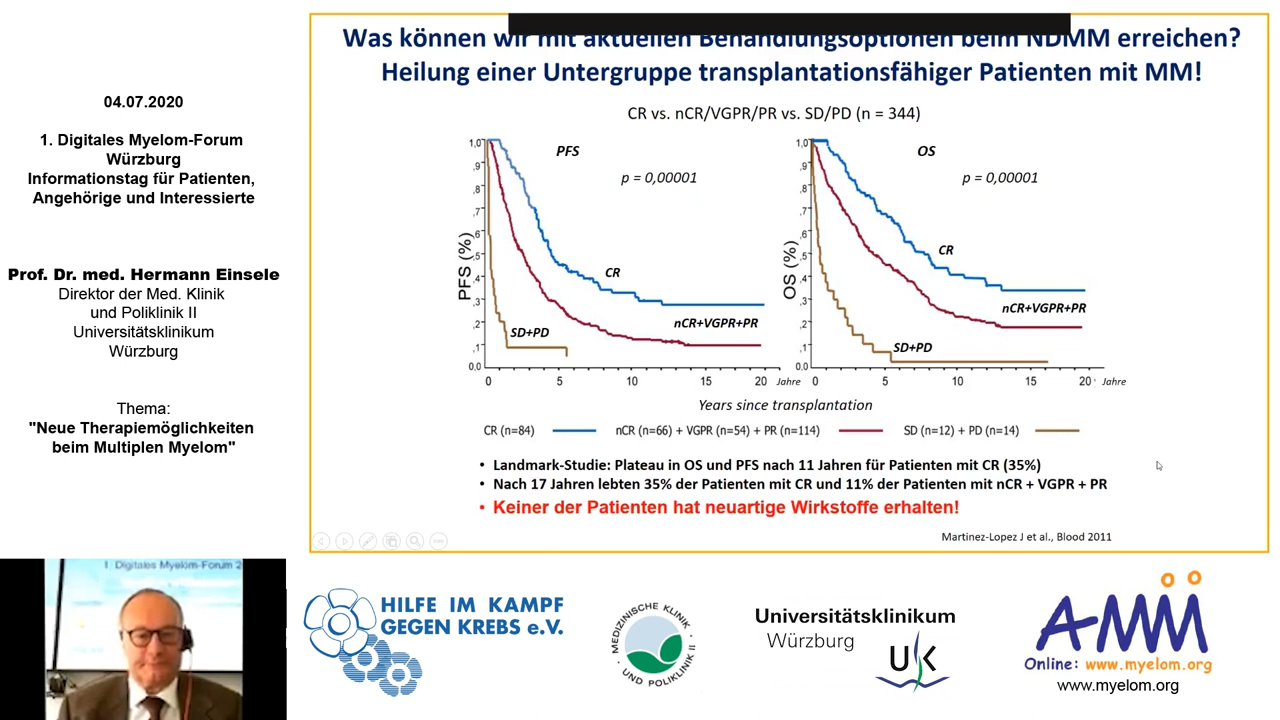 04.07.2020
1. Digitales Myelom-Forum
Würzburg
Informationstag für Patienten,
Angehörige und Interessierte
Prof. Dr. med. Hermann Einsele
Direktor der Med. Klinik
und Poliklinik II
Universitätsklinikum
Würzburg
Thema:
"Neue Therapiemöglichkeiten
beim Multiplen Myelom"
Was können wir mit aktuellen Behandlungsoptionen beim NDMM erreichen?
Heilung einer Untergruppe transplantationsfähiger Patienten mit MM!
CR vs. nCR/VGPR/PR vs. SD/PD (n = 344)
PFS
p = 0,00001
PFS (%)
1,0
,9
,8
,7
,6
,5
,4
,3
,2
,1
0,0
CR
nCR+VGPR+PR
SD+PD
0 5 10 15 20 Jahre
OS
p = 0,00001
OS (%)
1,0
,9
,8
,7
,6
,5
,4
,3
,2
,1
0,0
CR
nCR+VGPR+PR
SD+PD
0 5 10 15 20 Jahre
Years since transplantation
CR (n=84) nCR (n=66) + VGPR (n=54) + PR (n=114) SD (n=12) + PD (n=14)
• Landmark-Studie: Plateau in OS und PFS nach 11 Jahren für Patienten mit CR (35%)
• Nach 17 Jahren lebten 35% der Patienten mit CR und 11% der Patienten mit nCR + VGPR + PR
• Keiner der Patienten hat neuartige Wirkstoffe erhalten!
Martinez-Lopez J et al., Blood 2011
1. Digitales Myelom-Forum 2
HILFE IM KAMPF
GEGEN KREBS e.V.
MEDIZINISCHE KLINIK
UND POLIKLINIK II
Universitätsklinikum
Würzburg
UK
AMM
Online: www.myelom.org
www.myelom.org